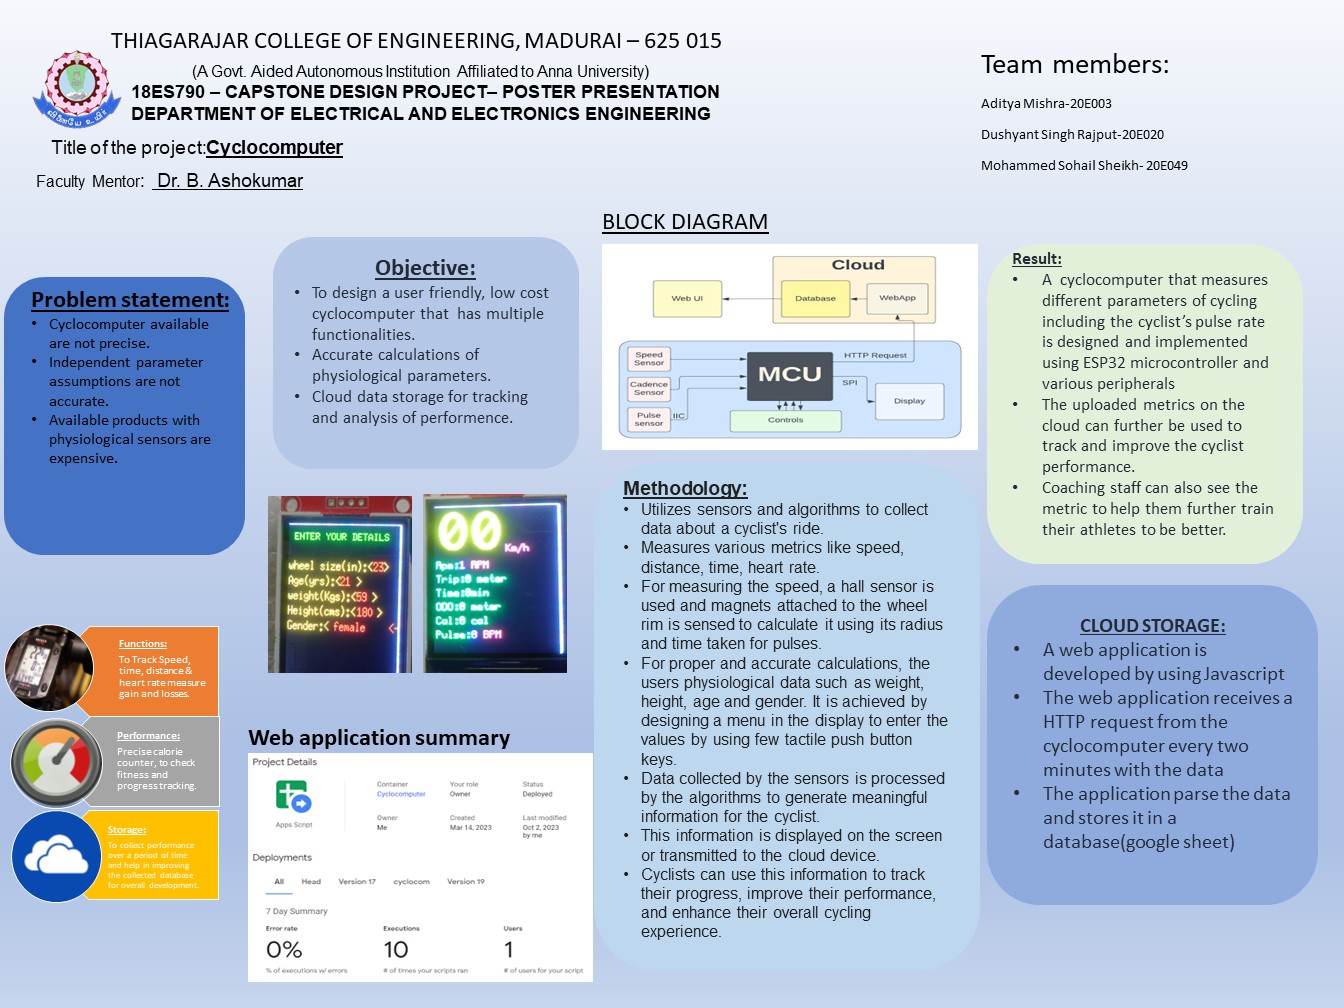 THIAGARAJAR COLLEGE OF ENGINEERING, MADURAI – 625 015
(A Govt. Aided Autonomous Institution Affiliated to Anna University)
18ES790 – CAPSTONE DESIGN PROJECT– POSTER PRESENTATION
DEPARTMENT OF ELECTRICAL AND ELECTRONICS ENGINEERING
Title of the project:Cyclocomputer
Faculty Mentor: Dr. B. Ashokumar
Team members:
Aditya Mishra-20E003
Dushyant Singh Rajput-20E020
Mohammed Sohail Sheikh- 20E049
Problem statement:
• Cyclocomputer available
are not precise.
• Independent parameter
assumptions are not
accurate.
• Available products with
physiological sensors are
expensive.
Functions:
To Track Speed,
time, distance &
heart rate measure
gain and losses.
Performance:
Precise calorie
counter, to check
fitness and
progress tracking.
Storage:
To collect performance
over a period of time
and help in improving
the collected database
for overall development.
Objective:
• To design a user friendly, low cost
cyclocomputer that has multiple
functionalities.
• Accurate calculations of
physiological parameters.
• Cloud data storage for tracking
and analysis of performence.
ENTER YOUR DETAILS
wheel size(in):<23>
Age(yrs):<21 >
weight(Kgs):<59 >
Height(cms):<180 >
Gender:< female <-
00
Km/h
Rpm:1 RPM
Trip:0 meter
Time:0min
ODO:0 meter
Cal:0 cal
Pulse:0 BPM
Web application summary
Project Details
Apps Script
Container
Cyclocomputer
Your role
Owner
Status
Deployed
Owner
Me
Created
Mar 14, 2023
Last modified
Oct 2, 2023
by me
Deployments
All Head Version 17 cyclocom Version 19
7 Day Summary
Error rate
0%
% of executions w/ errors
Executions
10
# of times your scripts ran
Users
1
# of users for your script
BLOCK DIAGRAM
Cloud
Web UI
Database
WebApp
Speed
Sensor
Cadence
Sensor
Pulse
sensor
IIC
MCU
HTTP Request
SPI
Display
Controls
Methodology:
• Utilizes sensors and algorithms to collect
data about a cyclist's ride.
• Measures various metrics like speed,
distance, time, heart rate.
• For measuring the speed, a hall sensor is
used and magnets attached to the wheel
rim is sensed to calculate it using its radius
and time taken for pulses.
• For proper and accurate calculations, the
users physiological data such as weight,
height, age and gender. It is achieved by
designing a menu in the display to enter the
values by using few tactile push button
keys.
• Data collected by the sensors is processed
by the algorithms to generate meaningful
information for the cyclist.
• This information is displayed on the screen
or transmitted to the cloud device.
• Cyclists can use this information to track
their progress, improve their performance,
and enhance their overall cycling
experience.
Result:
• A cyclocomputer that measures
different parameters of cycling
including the cyclist’s pulse rate
is designed and implemented
using ESP32 microcontroller and
various peripherals
• The uploaded metrics on the
cloud can further be used to
track and improve the cyclist
performance.
• Coaching staff can also see the
metric to help them further train
their athletes to be better.
CLOUD STORAGE:
• A web application is
developed by using Javascript
• The web application receives a
HTTP request from the
cyclocomputer every two
minutes with the data
• The application parse the data
and stores it in a
database(google sheet)